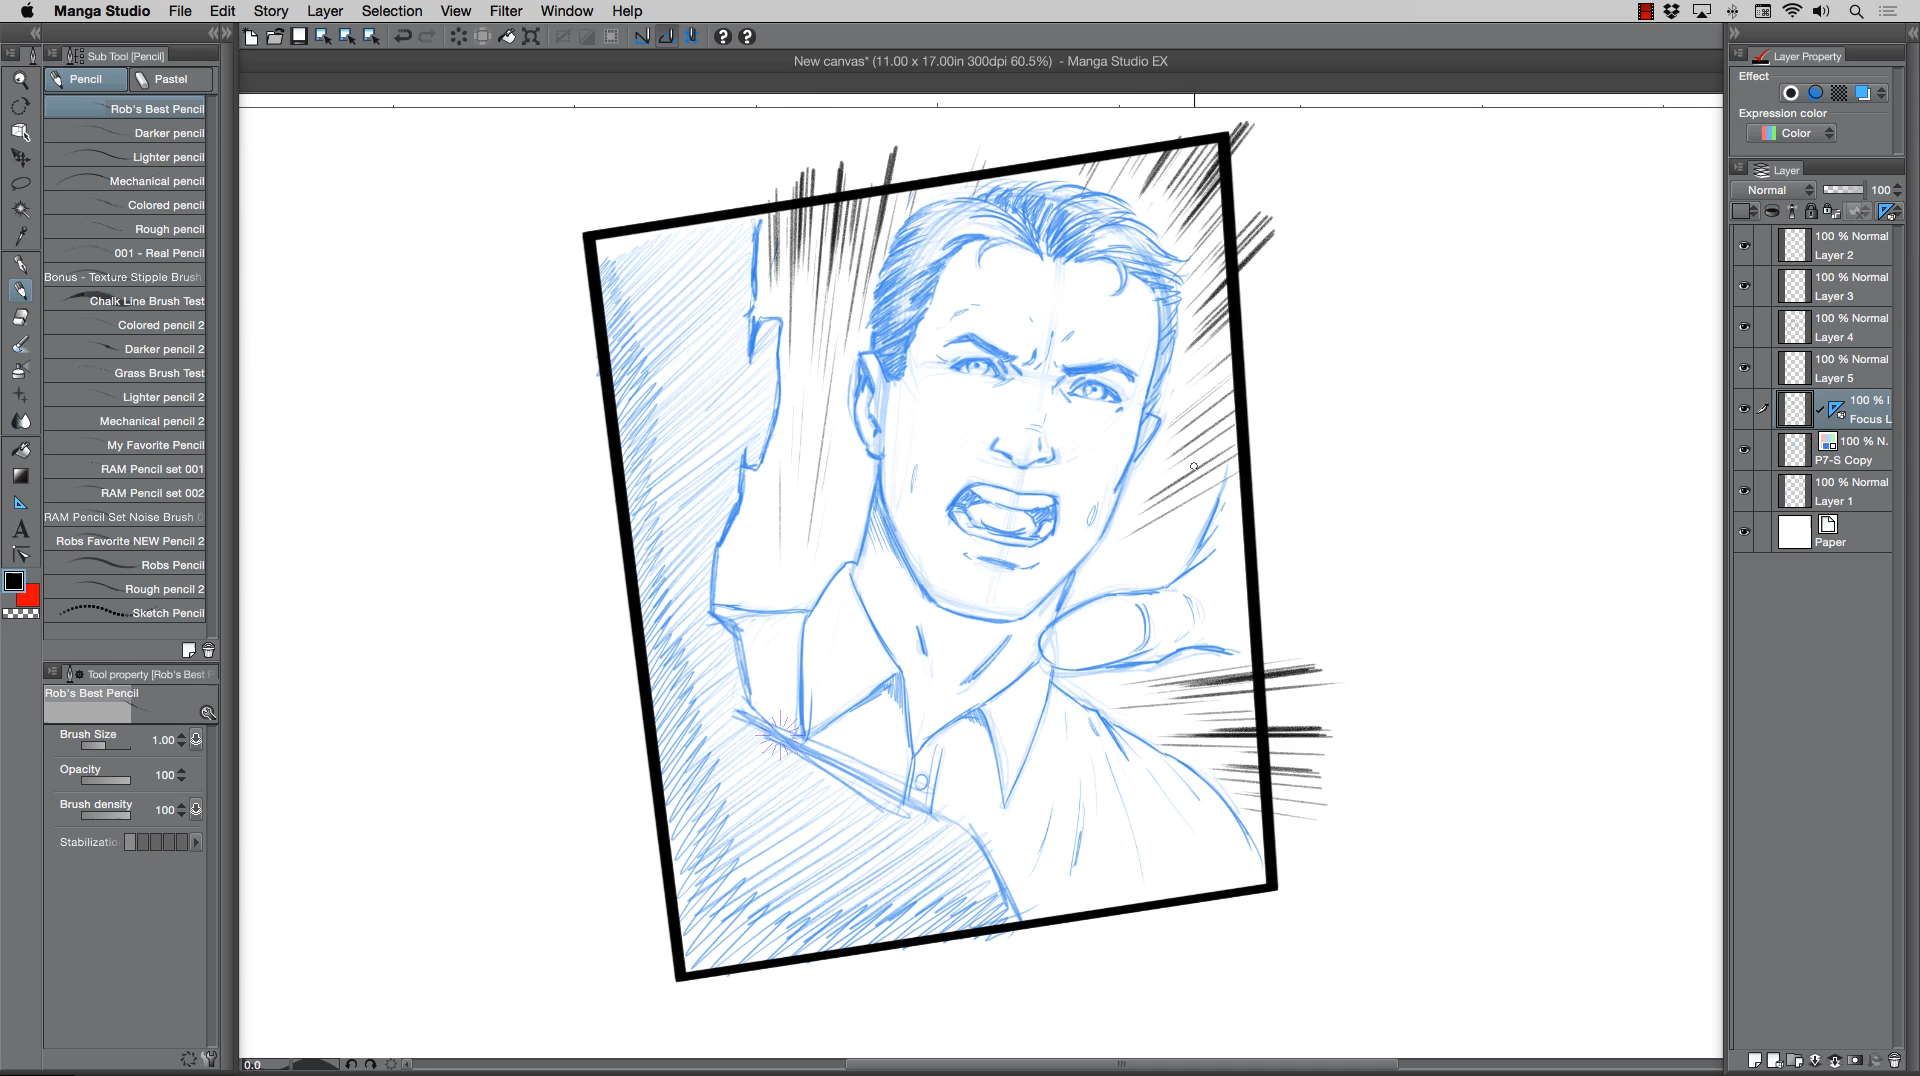 Manga Studio File Edit Story Layer Selection View Filter Window Help
New canvas* (11.00 x 17.00in 300dpi 60.5%) - Manga Studio EX
Sub Tool [Pencil]
Pencil Pastel
Rob's Best Pencil
Darker pencil
Lighter pencil
Mechanical pencil
Colored pencil
Rough pencil
001 - Real Pencil
Bonus - Texture Stipple Brush
Chalk Line Brush Test
Colored pencil 2
Darker pencil 2
Grass Brush Test
Lighter pencil 2
Mechanical pencil 2
My Favorite Pencil
RAM Pencil set 001
RAM Pencil set 002
RAM Pencil Set Noise Brush
Robs Favorite NEW Pencil 2
Robs Pencil
Rough pencil 2
Sketch Pencil
Tool property [Rob's Best P
Rob's Best Pencil
Brush Size 1.00
Opacity 100
Brush density 100
Stabilizatio
0.0
Layer Property
Effect
Expression color
Color
Layer
Normal 100
100 % Normal
Layer 2
100 % Normal
Layer 3
100 % Normal
Layer 4
100 % Normal
Layer 5
100 % I
Focus L
100 % N.
P7-S Copy
100 % Normal
Layer 1
Paper